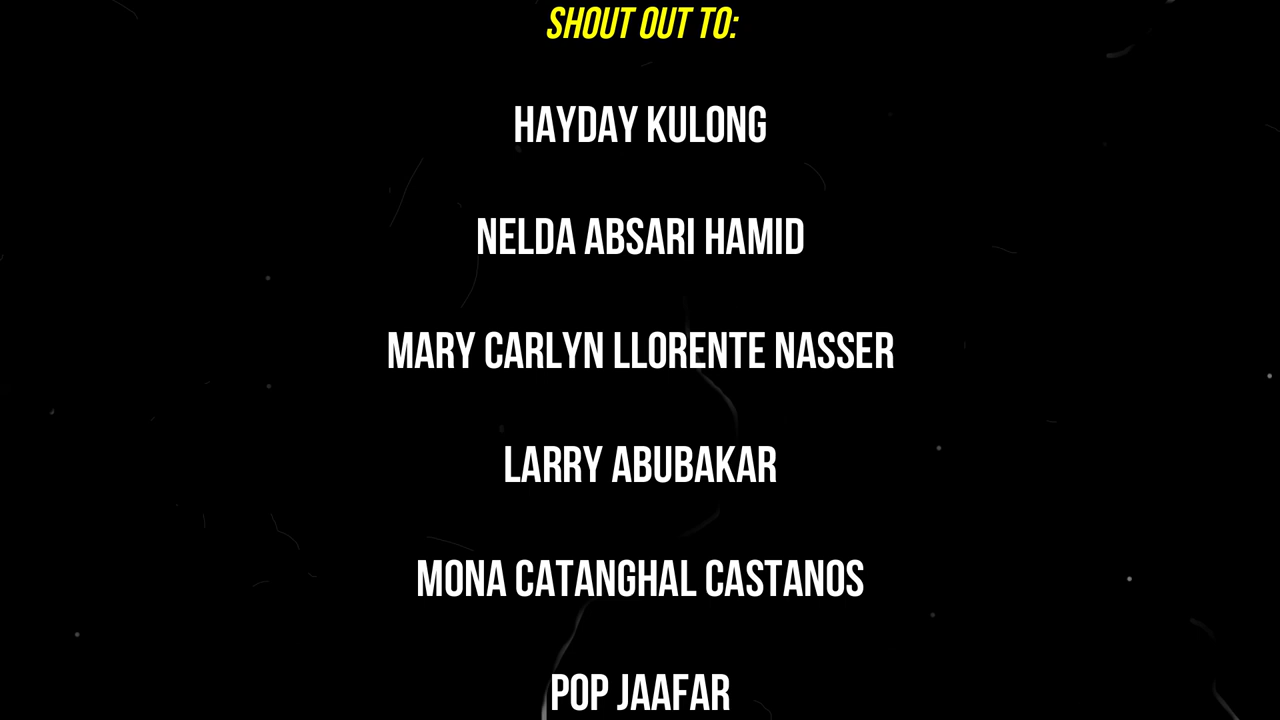 SHOUT OUT TO:
HAYDAY KULONG
NELDA ABSARI HAMID
MARY CARLYN LLORENTE NASSER
LARRY ABUBAKAR
MONA CATANGHAL CASTANOS
POP JAAFAR